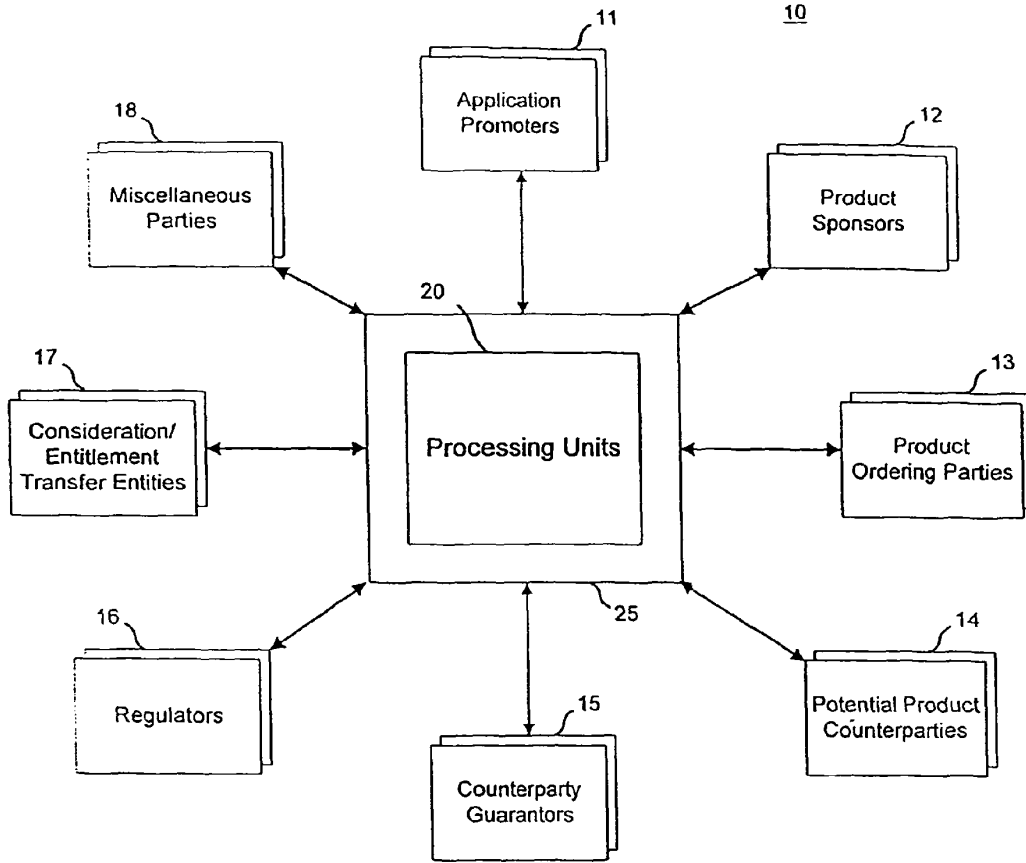 10
11
Application
Promoters
18
Miscellaneous
Parties
12
Product
Sponsors
20
Processing Units
17
Consideration/
Entitlement
Transfer Entities
13
Product
Ordering Parties
25
16
Regulators
15
Counterparty
Guarantors
14
Potential Product
Counterparties